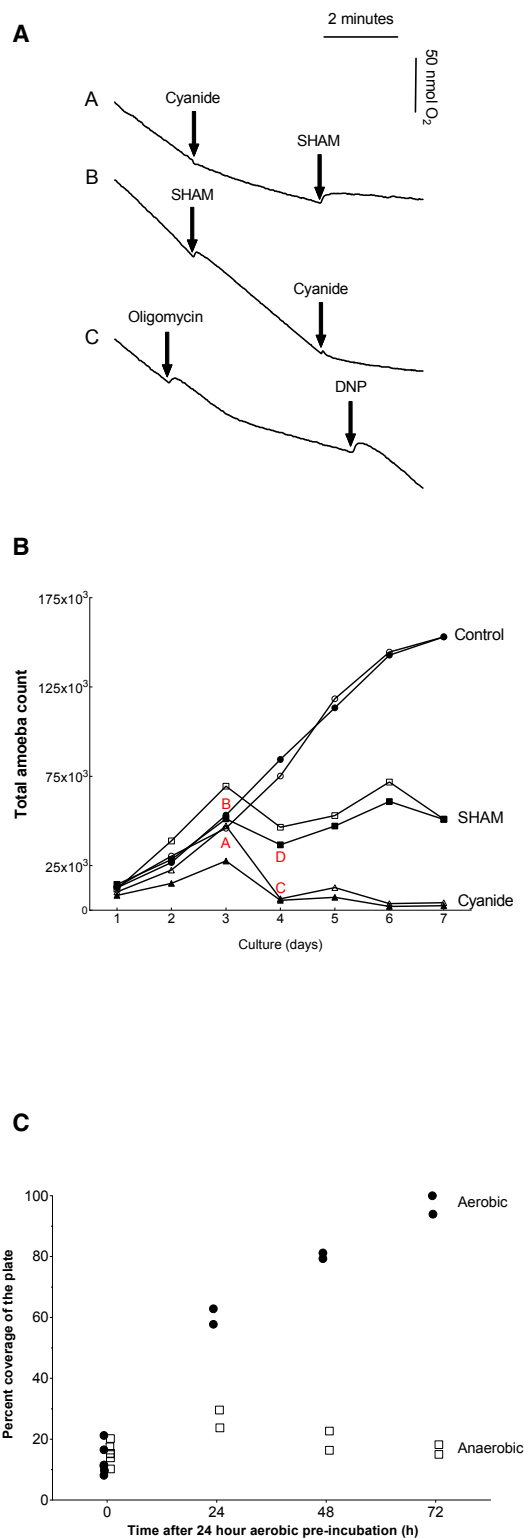 A
2 minutes
50 nmol O2
A
Cyanide
SHAM
B
SHAM
Cyanide
C
Oligomycin
DNP
B
Total amoeba count
175x10³
125x10³
75x10³
25x10³
0
Control
SHAM
Cyanide
B
A
D
C
1 2 3 4 5 6 7
Culture (days)
C
Percent coverage of the plate
100
80
60
40
20
0
Aerobic
Anaerobic
0 24 48 72
Time after 24 hour aerobic pre-incubation (h)